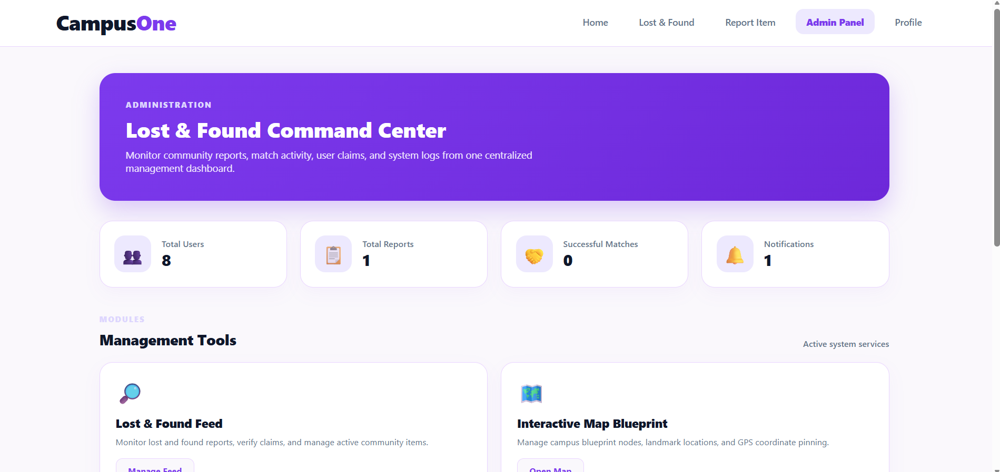 CampusOne
Home
Lost & Found
Report Item
Admin Panel
Profile
ADMINISTRATION
Lost & Found Command Center
Monitor community reports, match activity, user claims, and system logs from one centralized
management dashboard.
Total Users
8
Total Reports
1
Successful Matches
0
Notifications
1
MODULES
Management Tools
Active system services
Lost & Found Feed
Monitor lost and found reports, verify claims, and manage active community items.
Manage Feed
Interactive Map Blueprint
Manage campus blueprint nodes, landmark locations, and GPS coordinate pinning.
Open Map